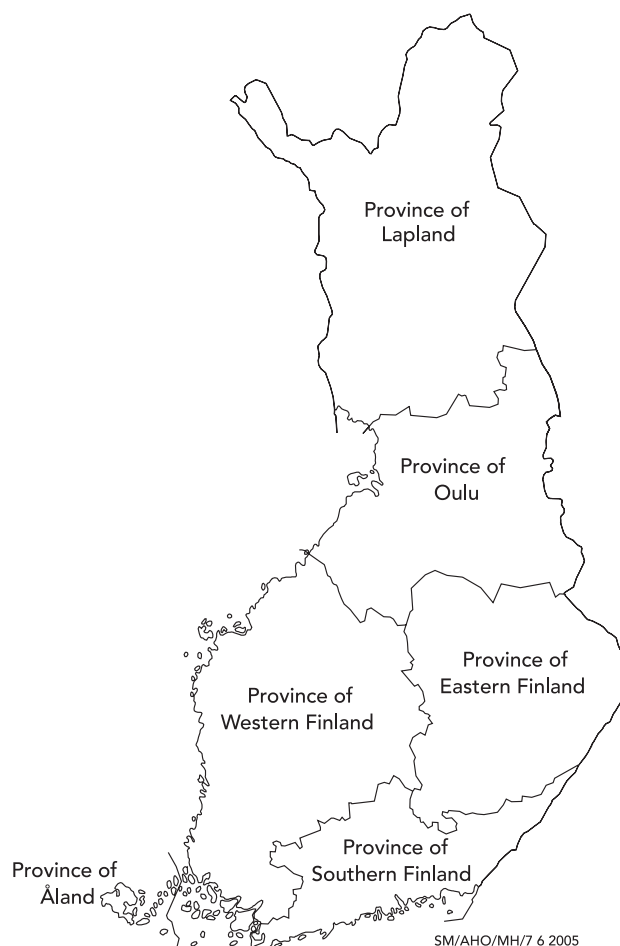 Province of
Lapland
Province of
Oulu
Province of
Eastern Finland
Province of
Western Finland
Province of
Southern Finland
Province of
Åland
SM/AHO/MH/7 6 2005